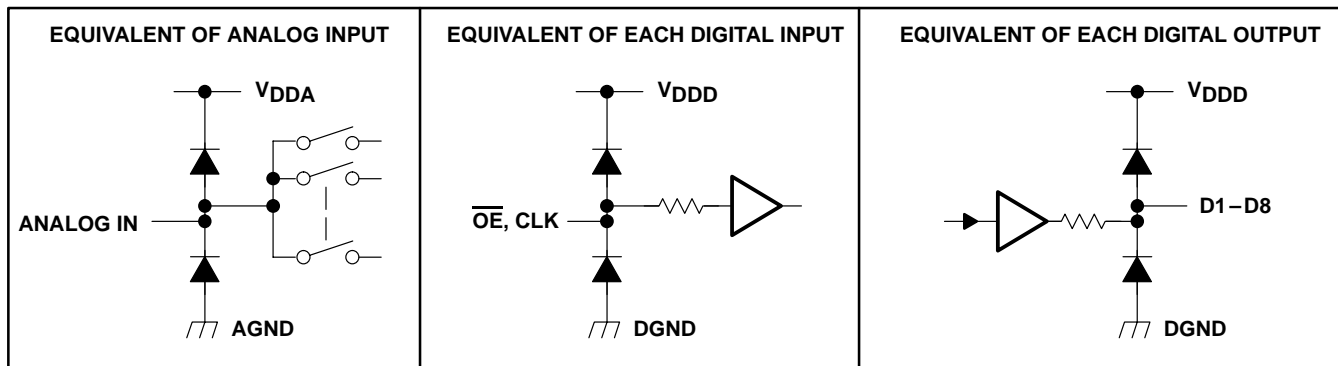 EQUIVALENT OF ANALOG INPUT
VDDA
ANALOG IN
AGND
EQUIVALENT OF EACH DIGITAL INPUT
VDDD
OE, CLK
DGND
EQUIVALENT OF EACH DIGITAL OUTPUT
VDDD
D1–D8
DGND